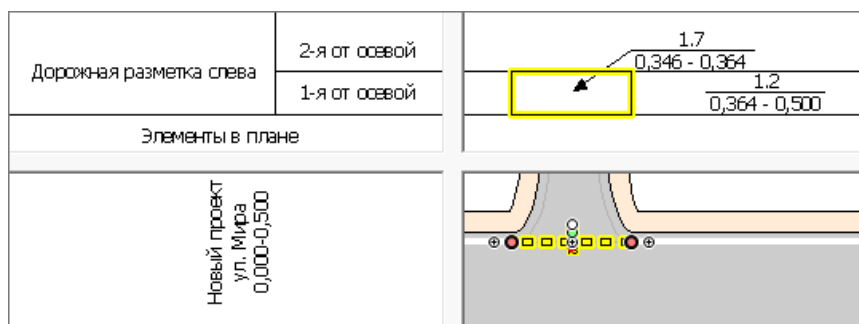 Дорожная разметка слева
2-я от осевой
1-я от осевой
1.7
0,346 - 0,364
1.2
0,364 - 0,500
Элементы в плане
Новый проект
ул. Мира
0,000-0,500